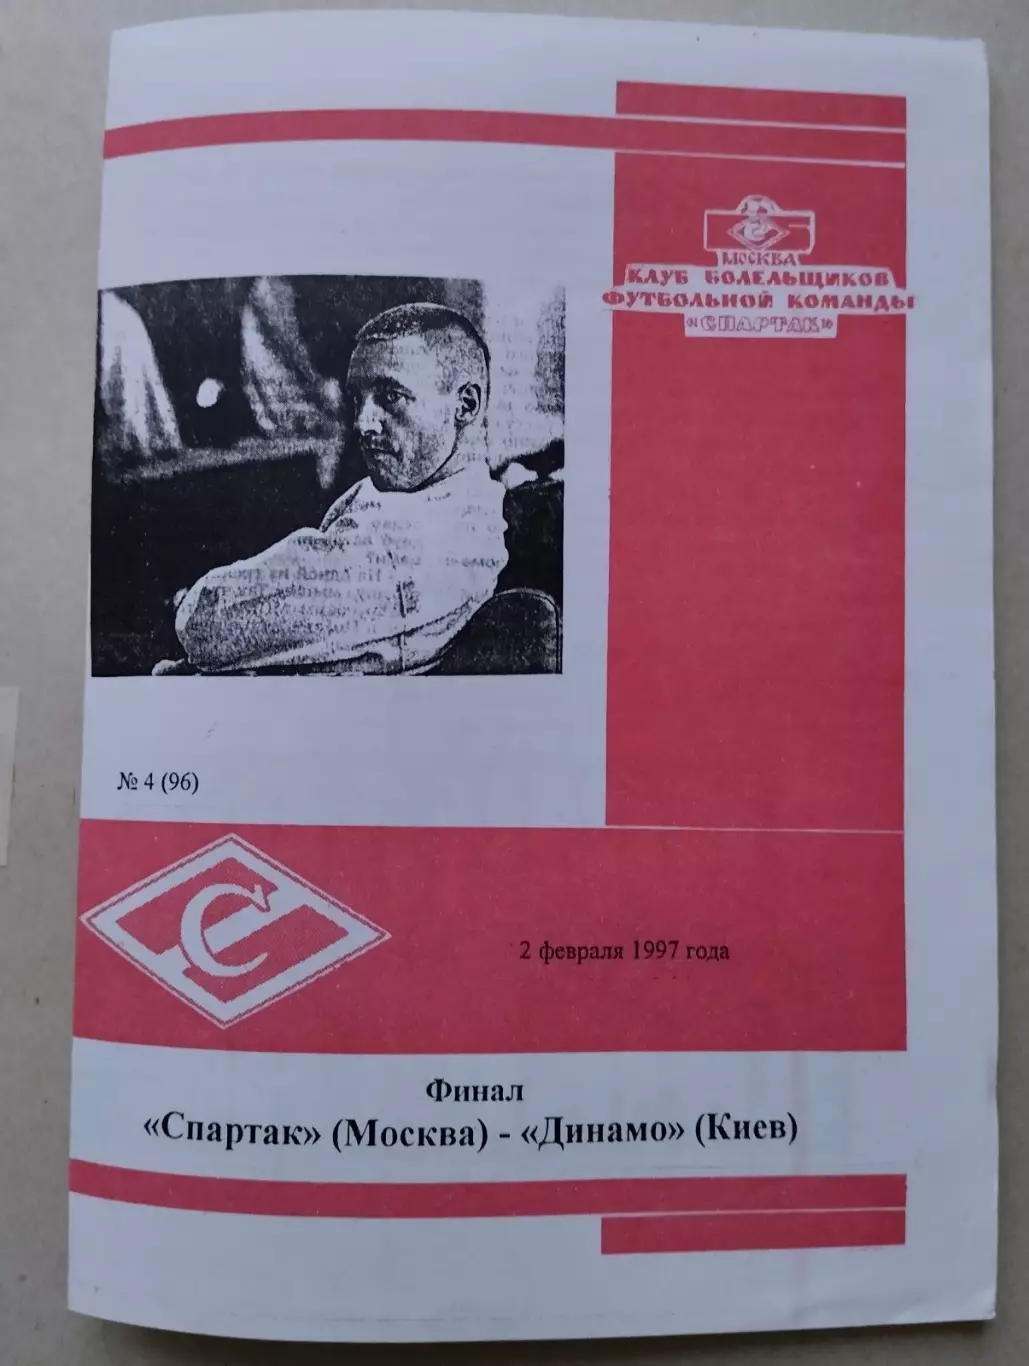 МОСКВА
КЛУБ БОЛЕЛЬЩИКОВ
ФУТБОЛЬНОЙ КОМАНДЫ
«СПАРТАК»
№ 4 (96)
2 февраля 1997 года
Финал
«Спартак» (Москва) - «Динамо» (Киев)